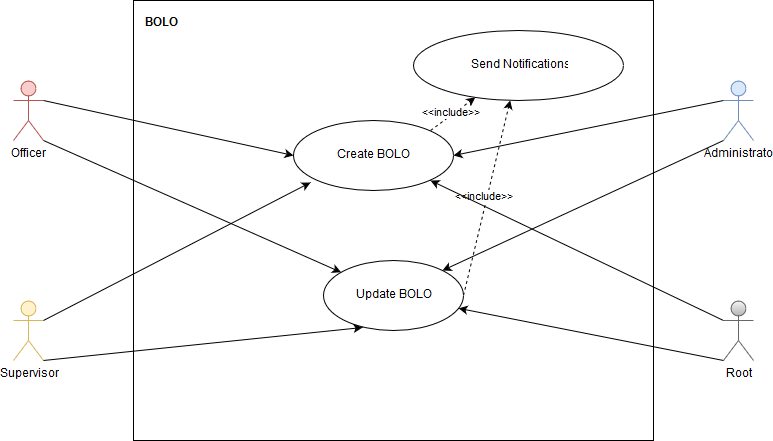 BOLO
Send Notifications
<<include>>
Officer
Create BOLO
Administrato
<<include>>
Update BOLO
Supervisor
Root